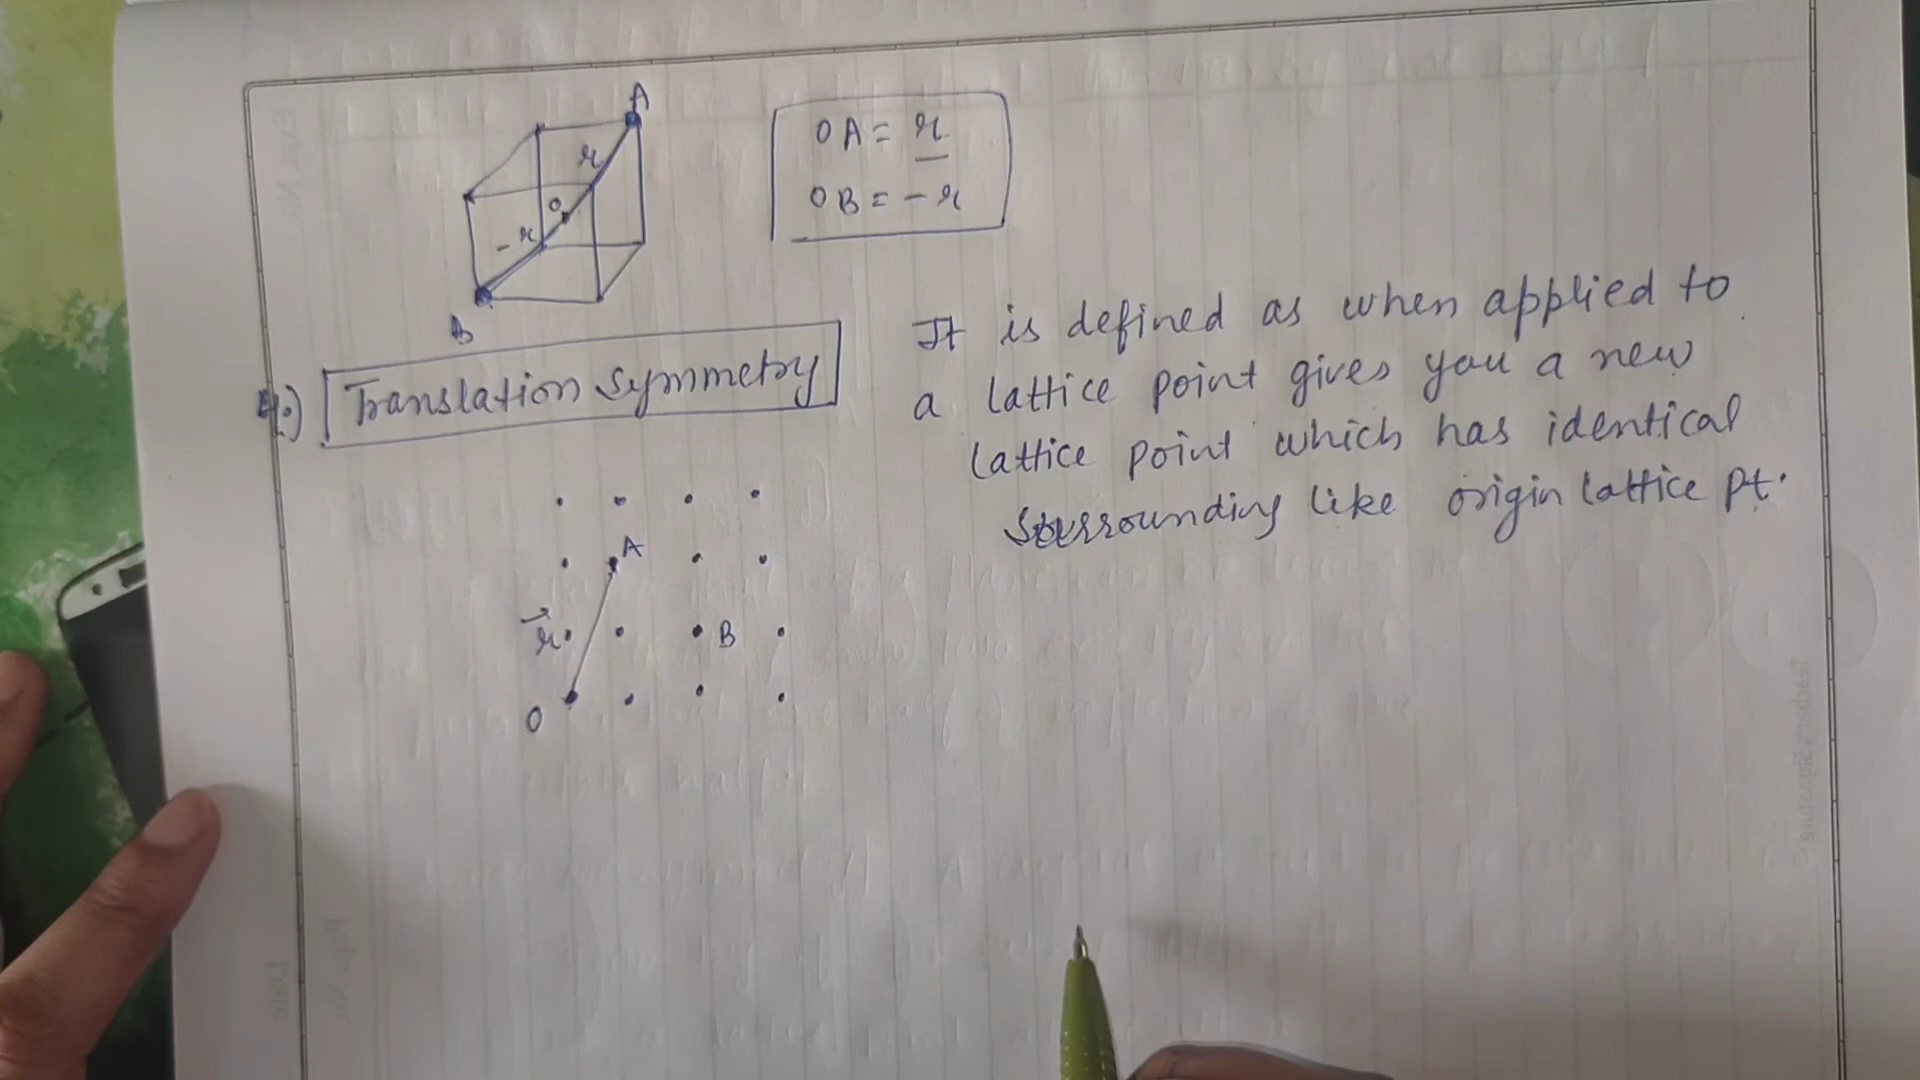 A
r
O
-r
B
OA = r
OB = -r
4.) Translation Symmetry
It is defined as when applied to
a lattice point gives you a new
lattice point which has identical
surrounding like origin lattice pt.
A
r⃗
B
O